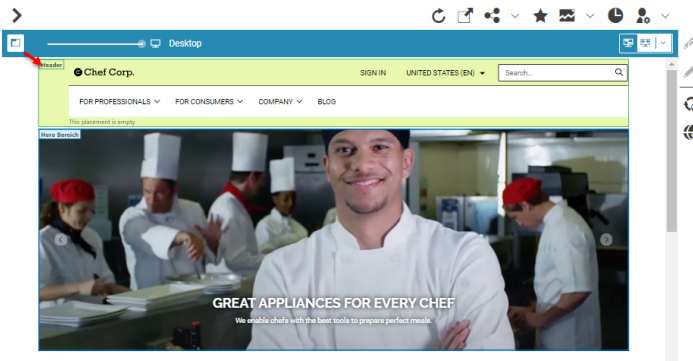 Desktop
Header
Chef Corp.
SIGN IN
UNITED STATES (EN)
Search...
FOR PROFESSIONALS
FOR CONSUMERS
COMPANY
BLOG
This placement is empty
Hero Bereich
GREAT APPLIANCES FOR EVERY CHEF
We enable chefs with the best tools to prepare perfect meals.